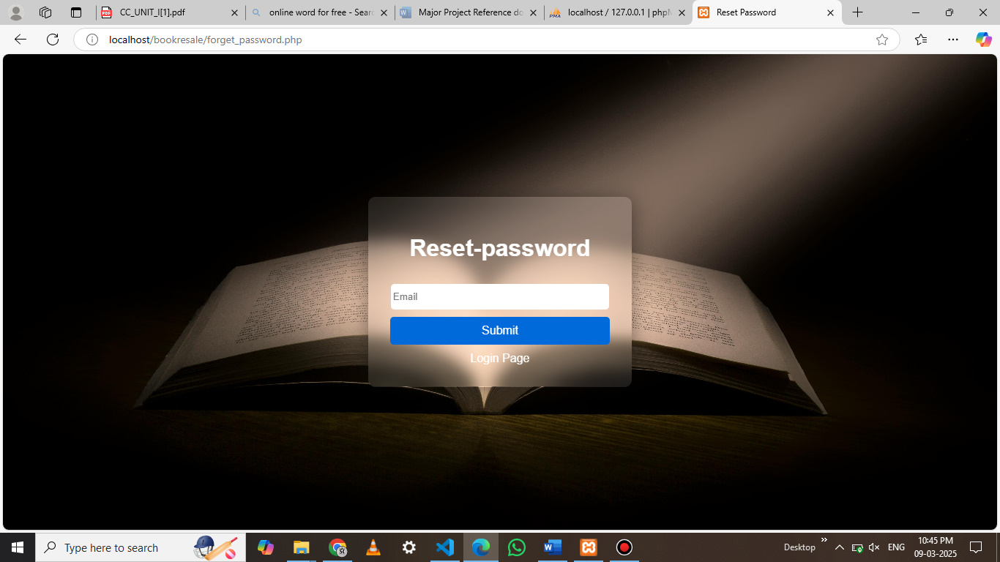 CC_UNIT_I[1].pdf
online word for free - Sear
Major Project Reference do
localhost / 127.0.0.1 | php
Reset Password
localhost/bookresale/forget_password.php
Reset-password
Email
Submit
Login Page
Type here to search
Desktop
ENG
10:45 PM
09-03-2025